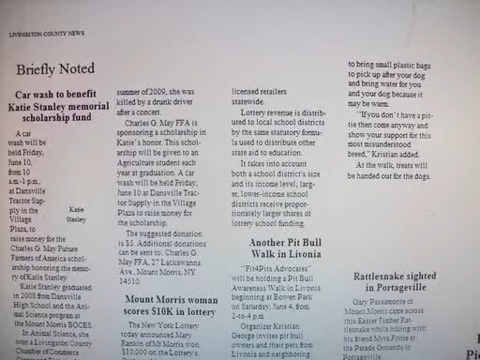 LIVINGSTON COUNTY NEWS
Briefly Noted
Car wash to benefit
Katie Stanley memorial
scholarship fund
A car
wash will be
held Friday,
June 10,
from 10
a.m-1 p.m.,
at Dansville
Tractor Sup-
ply in the
Village
Plaza, to
raise money for the
Charles G. May Future
Farmers of America schol-
arship honoring the memo-
ry of Katie Stanley
Katie Stanley graduated
in 2008 from Dansville
High School and the Ani-
mal Science program at
the Mount Morris BOCES.
In Animal Science, she
won a Livingston County
Chamber of Commerce
Katie
Stanley
summer of 2009, she was
killed by a drunk driver
after a concert.
Charles G. May FFA is
sponsoring a scholarship in
Katie's honor. This schol-
arship will be given to an
Agriculture student each
year at graduation. A car
wash will be held Friday,
June 10 at Dansville Trac-
tor Supply in the Village
Plaza to raise money for
the scholarship.
The suggested donation
is $5. Additional donations
can be sent to: Charles G.
May FFA, 27 Lackawanna
Ave., Mount Morris, NY
14510.
Mount Morris woman
scores $10K in lottery
The New York Lottery
today announced Mary
Rankin of Mt Morris won
$10,000 on the Lottery's
licensed retailers
statewide.
Lottery revenue is distrib-
uted to local school districts
by the same statutory formu-
la used to distribute other
state aid to education.
It takes into account
both a school district's size
and its income level, larg-
er, lower-income school
districts receive propor-
tionately larger shares of
lottery school funding.
Another Pit Bull
Walk in Livonia
"Fit4Pits Advocates"
will be holding a Pit Bull
Awareness Walk in Livonia
beginning at Bowen Park
on Saturday, June 4, from
2-to-4 p.m.
Organizer Kristian
George invites pit bull
owners and their pets from
Livonia and neighboring
to bring small plastic bags
to pick up after your dog
and bring water for you
and your dog because it
may be warm.
"If you don't have a pit-
tie then come anyway and
show your support for this
most misunderstood
breed," Kristian added.
At the walk, treats will
be handed out for the dogs.
Rattlesnake sighted
in Portageville
Gary Passamonte of
Mount Morris came across
this Easter Timber Rat-
tlesnake while hiking with
his friend Myra Forte at
the Parade Grounds in
Portageville.